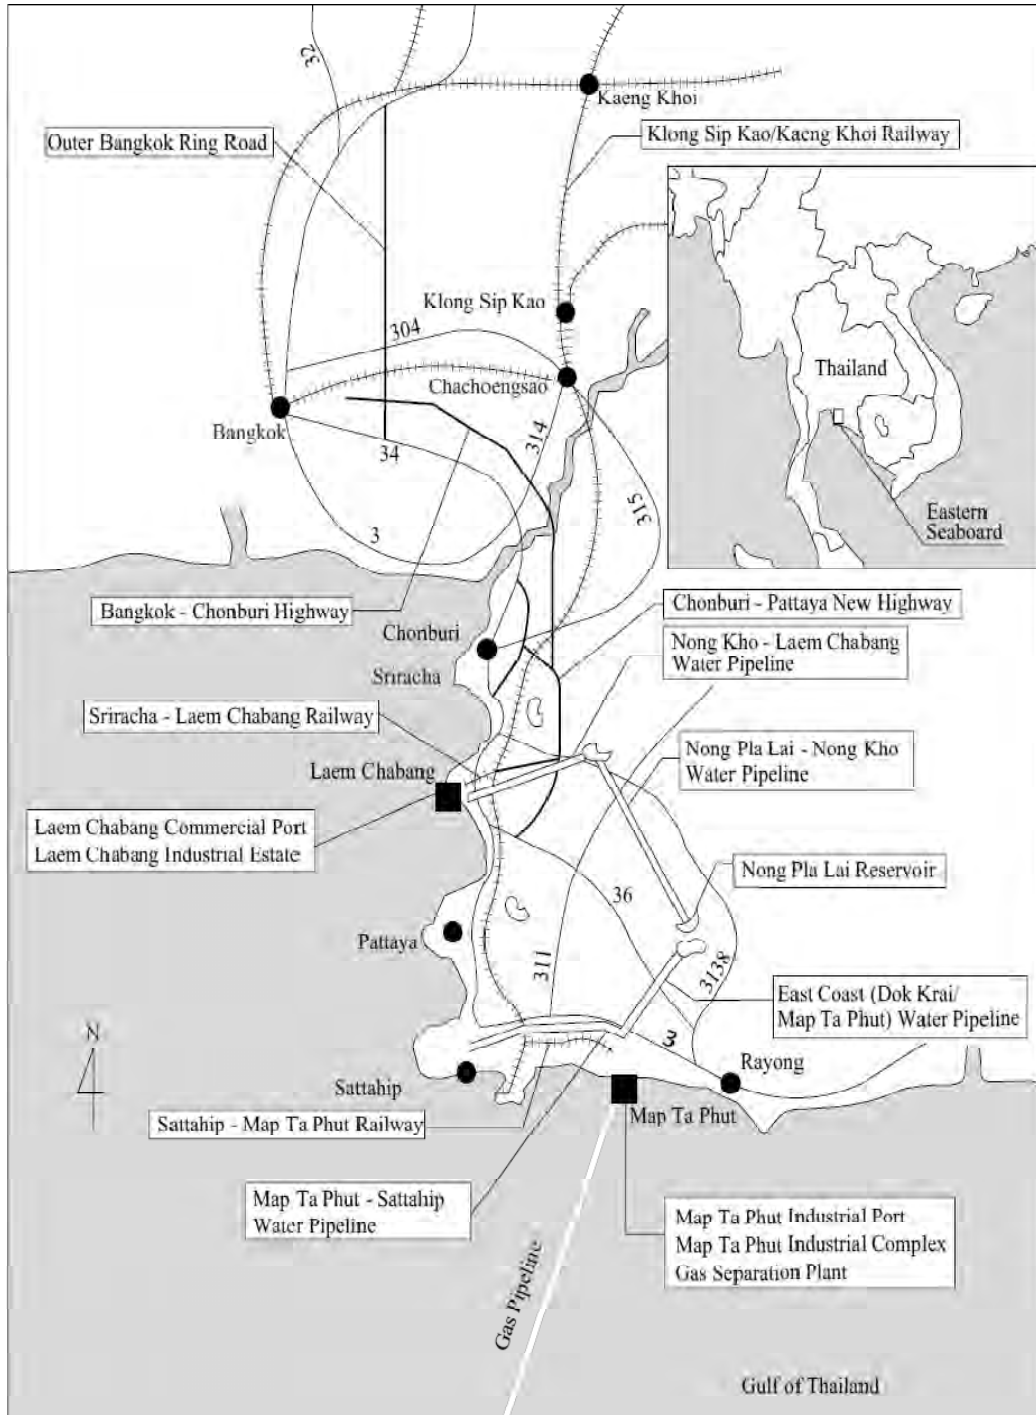 32
Kaeng Khoi
Outer Bangkok Ring Road
Klong Sip Kao/Kaeng Khoi Railway
Klong Sip Kao
304
Thailand
Chachoengsao
Bangkok
34
314
315
3
Eastern
Seaboard
Bangkok - Chonburi Highway
Chonburi - Pattaya New Highway
Chonburi
Sriracha
Nong Kho - Laem Chabang
Water Pipeline
Sriracha - Laem Chabang Railway
Nong Pla Lai - Nong Kho
Water Pipeline
Laem Chabang
Laem Chabang Commercial Port
Laem Chabang Industrial Estate
Nong Pla Lai Reservoir
36
Pattaya
311
3138
East Coast (Dok Krai/
Map Ta Phut) Water Pipeline
N
3
Rayong
Sattahip
Map Ta Phut
Sattahip - Map Ta Phut Railway
Map Ta Phut - Sattahip
Water Pipeline
Map Ta Phut Industrial Port
Map Ta Phut Industrial Complex
Gas Separation Plant
Gas Pipeline
Gulf of Thailand